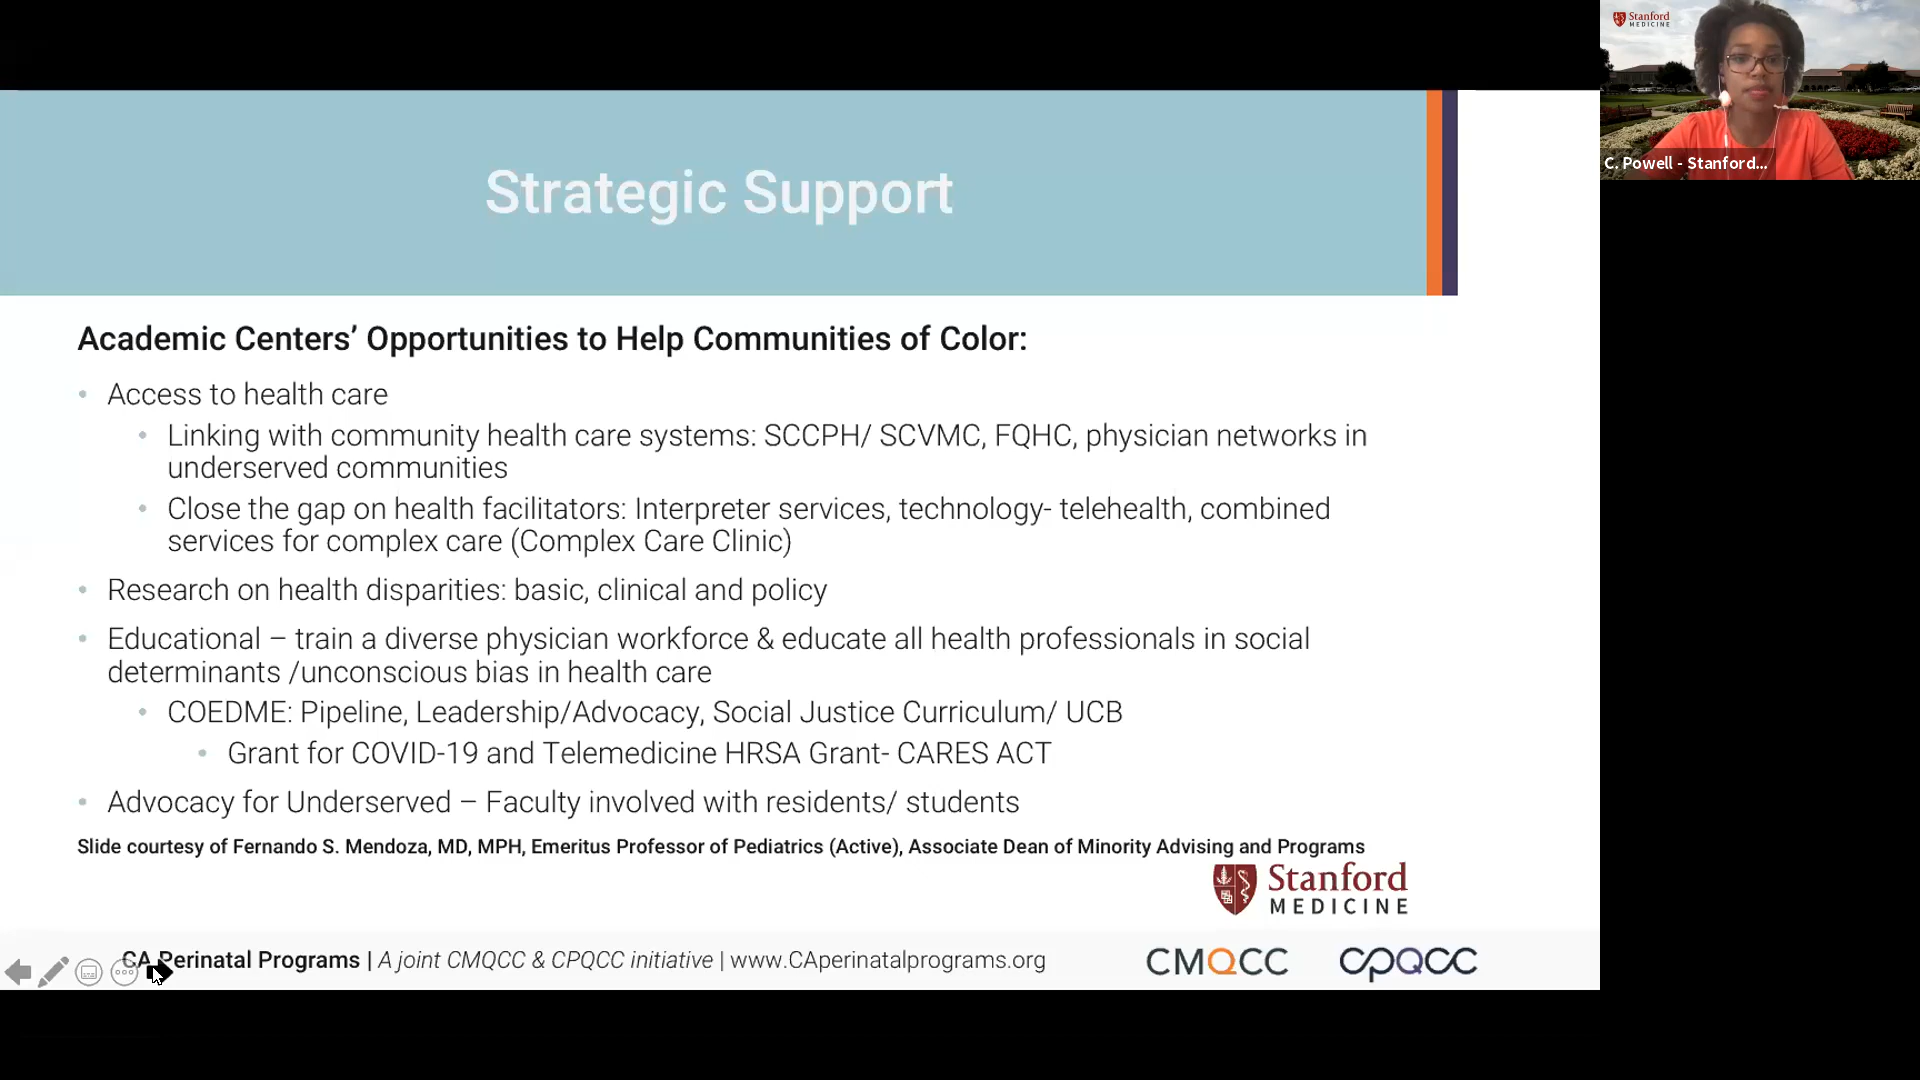 Stanford
MEDICINE
C. Powell - Stanford...
Strategic Support
Academic Centers’ Opportunities to Help Communities of Color:
• Access to health care
• Linking with community health care systems: SCCPH/ SCVMC, FQHC, physician networks in
underserved communities
• Close the gap on health facilitators: Interpreter services, technology- telehealth, combined
services for complex care (Complex Care Clinic)
• Research on health disparities: basic, clinical and policy
• Educational – train a diverse physician workforce & educate all health professionals in social
determinants /unconscious bias in health care
• COEDME: Pipeline, Leadership/Advocacy, Social Justice Curriculum/ UCB
• Grant for COVID-19 and Telemedicine HRSA Grant- CARES ACT
• Advocacy for Underserved – Faculty involved with residents/ students
Slide courtesy of Fernando S. Mendoza, MD, MPH, Emeritus Professor of Pediatrics (Active), Associate Dean of Minority Advising and Programs
Stanford
MEDICINE
CA Perinatal Programs | A joint CMQCC & CPQCC initiative | www.CAperinatalprograms.org
CMQCC
CPQCC